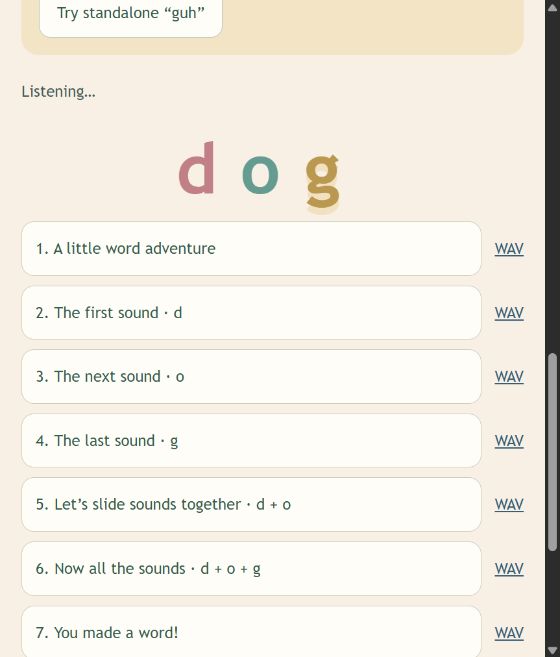 Try standalone “guh”
Listening…
d o g
1. A little word adventure
WAV
2. The first sound · d
WAV
3. The next sound · o
WAV
4. The last sound · g
WAV
5. Let’s slide sounds together · d + o
WAV
6. Now all the sounds · d + o + g
WAV
7. You made a word!
WAV